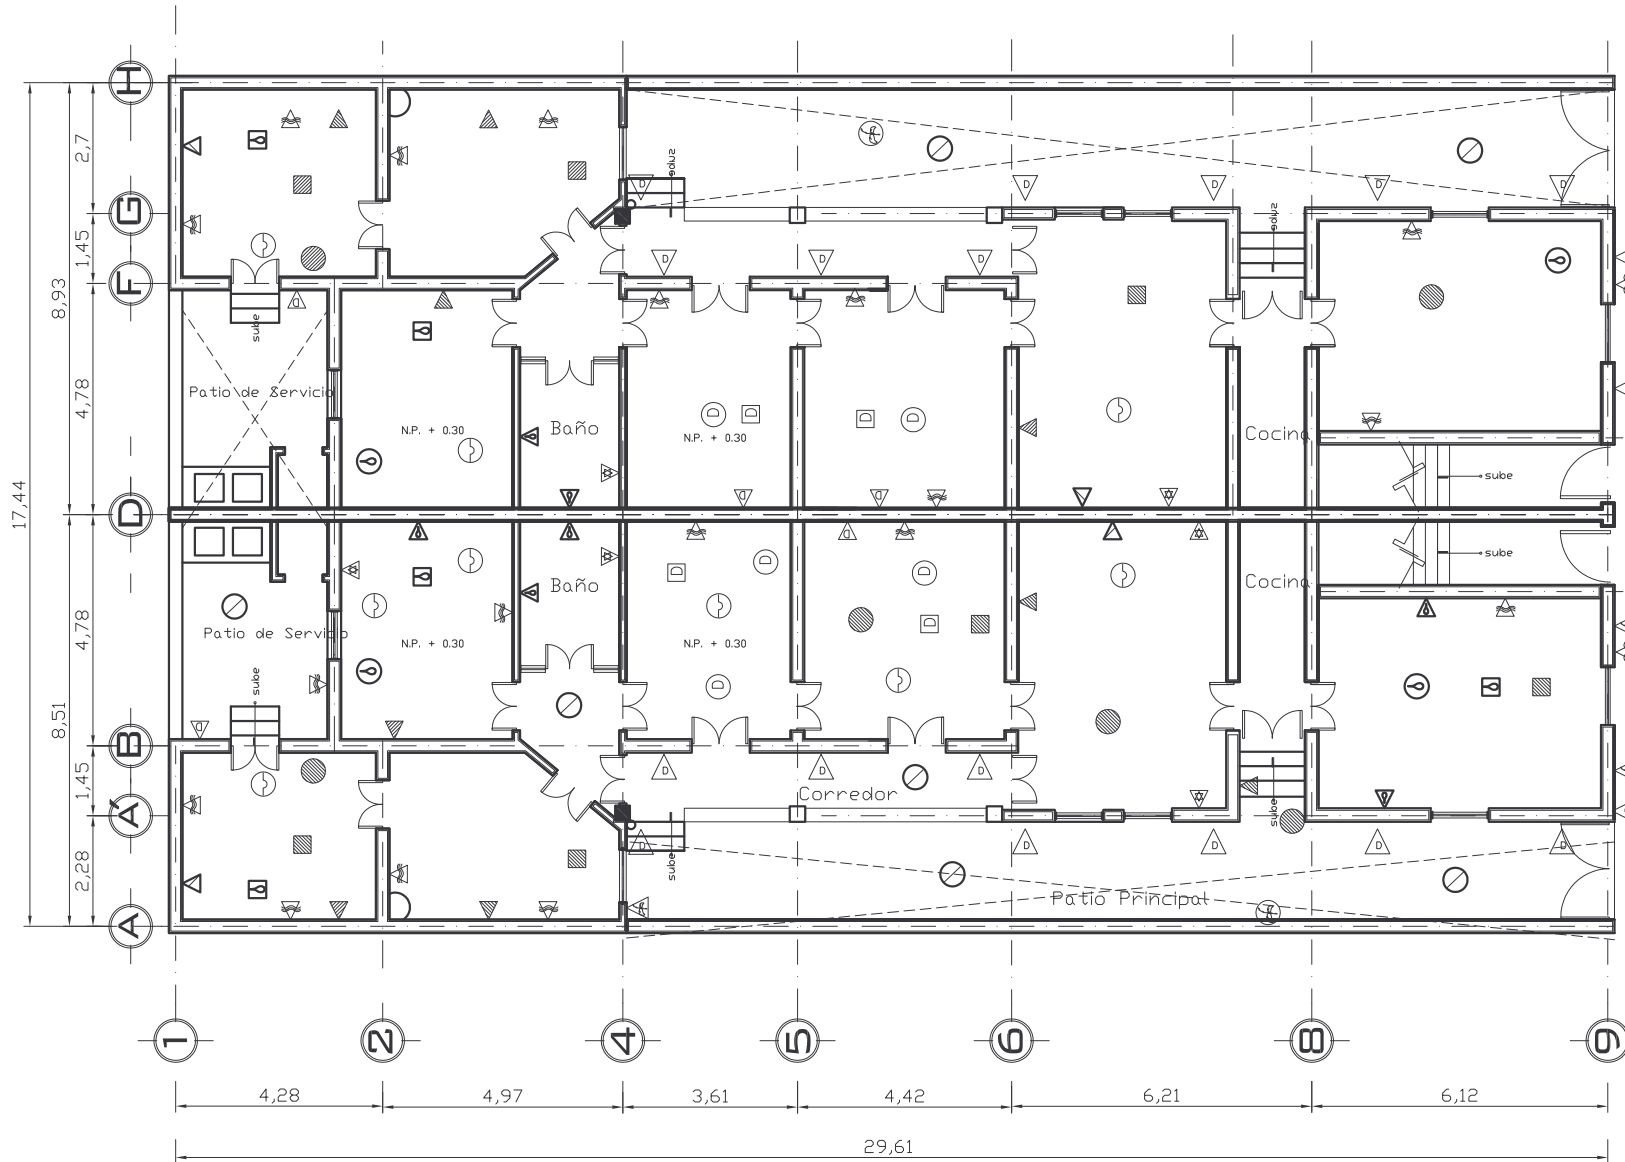 H
2,7
sube
D
D
D
D
D
G
sube
1,45
D
D
D
F
D
8,93
sube
Patio de Servicio
4,78
N.P. + 0.30
Baño
D
D
N.P. + 0.30
D
D
Cocina
sube
17,44
D
D
D
D
sube
D
D
D
Baño
Cocina
Patio de Servicio
4,78
N.P. + 0.30
N.P. + 0.30
D
D
8,51
sube
D
B
D
D
D
1,45
Corredor
A'
sube
sube
D
D
D
D
D
2,28
Patio Principal
A
1
2
4
5
6
8
9
4,28
4,97
3,61
4,42
6,21
6,12
29,61